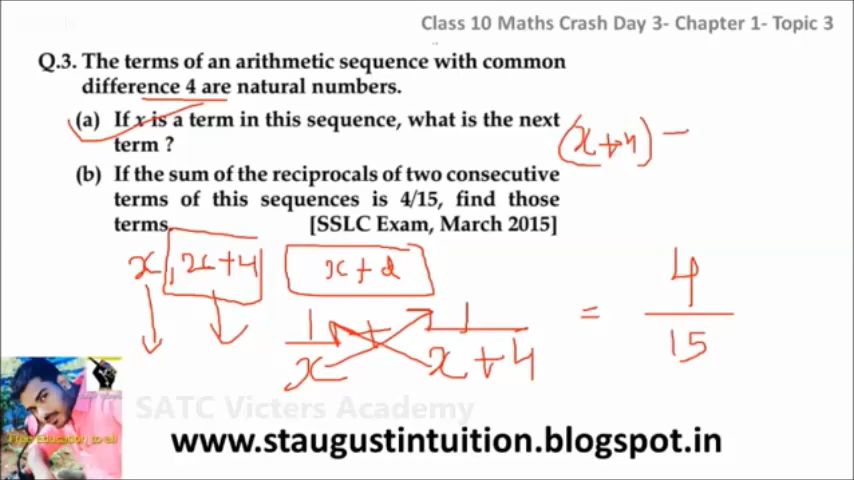 Class 10 Maths Crash Day 3- Chapter 1- Topic 3
Q.3. The terms of an arithmetic sequence with common
difference 4 are natural numbers.
(a) If x is a term in this sequence, what is the next
term ?
(x+4)
(b) If the sum of the reciprocals of two consecutive
terms of this sequences is 4/15, find those
terms. [SSLC Exam, March 2015]
x, x+4 x+d
1/x + 1/(x+4) = 4/15
SATC Victers Academy
Free education to all
www.staugustintuition.blogspot.in